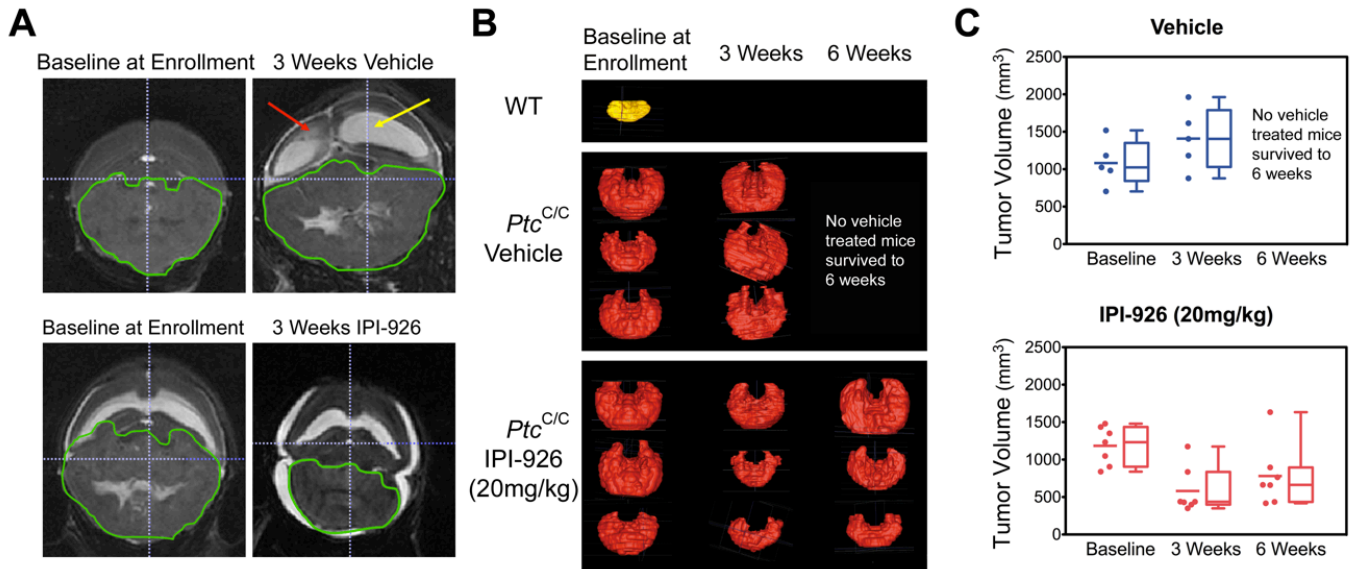 A
Baseline at Enrollment
3 Weeks Vehicle
Baseline at Enrollment
3 Weeks IPI-926
B
Baseline at
Enrollment
3 Weeks
6 Weeks
WT
Ptc^C/C
Vehicle
No vehicle
treated mice
survived to
6 weeks
Ptc^C/C
IPI-926
(20mg/kg)
C
Vehicle
Tumor Volume (mm³)
2500
2000
1500
1000
500
0
No vehicle
treated mice
survived to
6 weeks
Baseline
3 Weeks
6 Weeks
IPI-926 (20mg/kg)
Tumor Volume (mm³)
2500
2000
1500
1000
500
0
Baseline
3 Weeks
6 Weeks